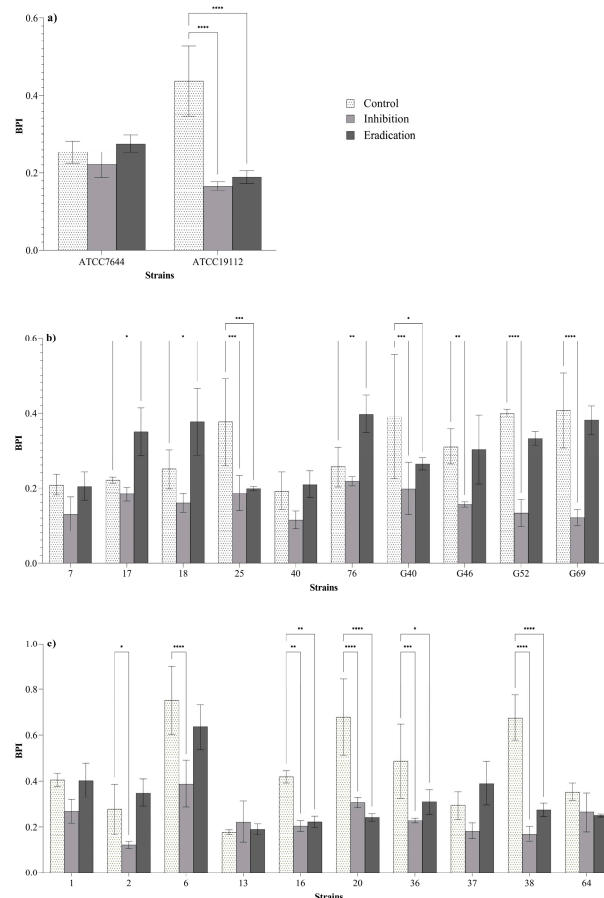 a)
0.6
0.4
0.2
0.0
BPI
****
****
ATCC7644
ATCC19112
Strains
Control
Inhibition
Eradication
b)
0.6
0.4
0.2
0.0
BPI
*
*
***
***
**
*
***
**
****
****
7
17
18
25
40
76
G40
G46
G52
G69
Strains
c)
1.0
0.8
0.6
0.4
0.2
0.0
BPI
*
****
**
**
****
****
*
***
****
****
1
2
6
13
16
20
36
37
38
64
Strains